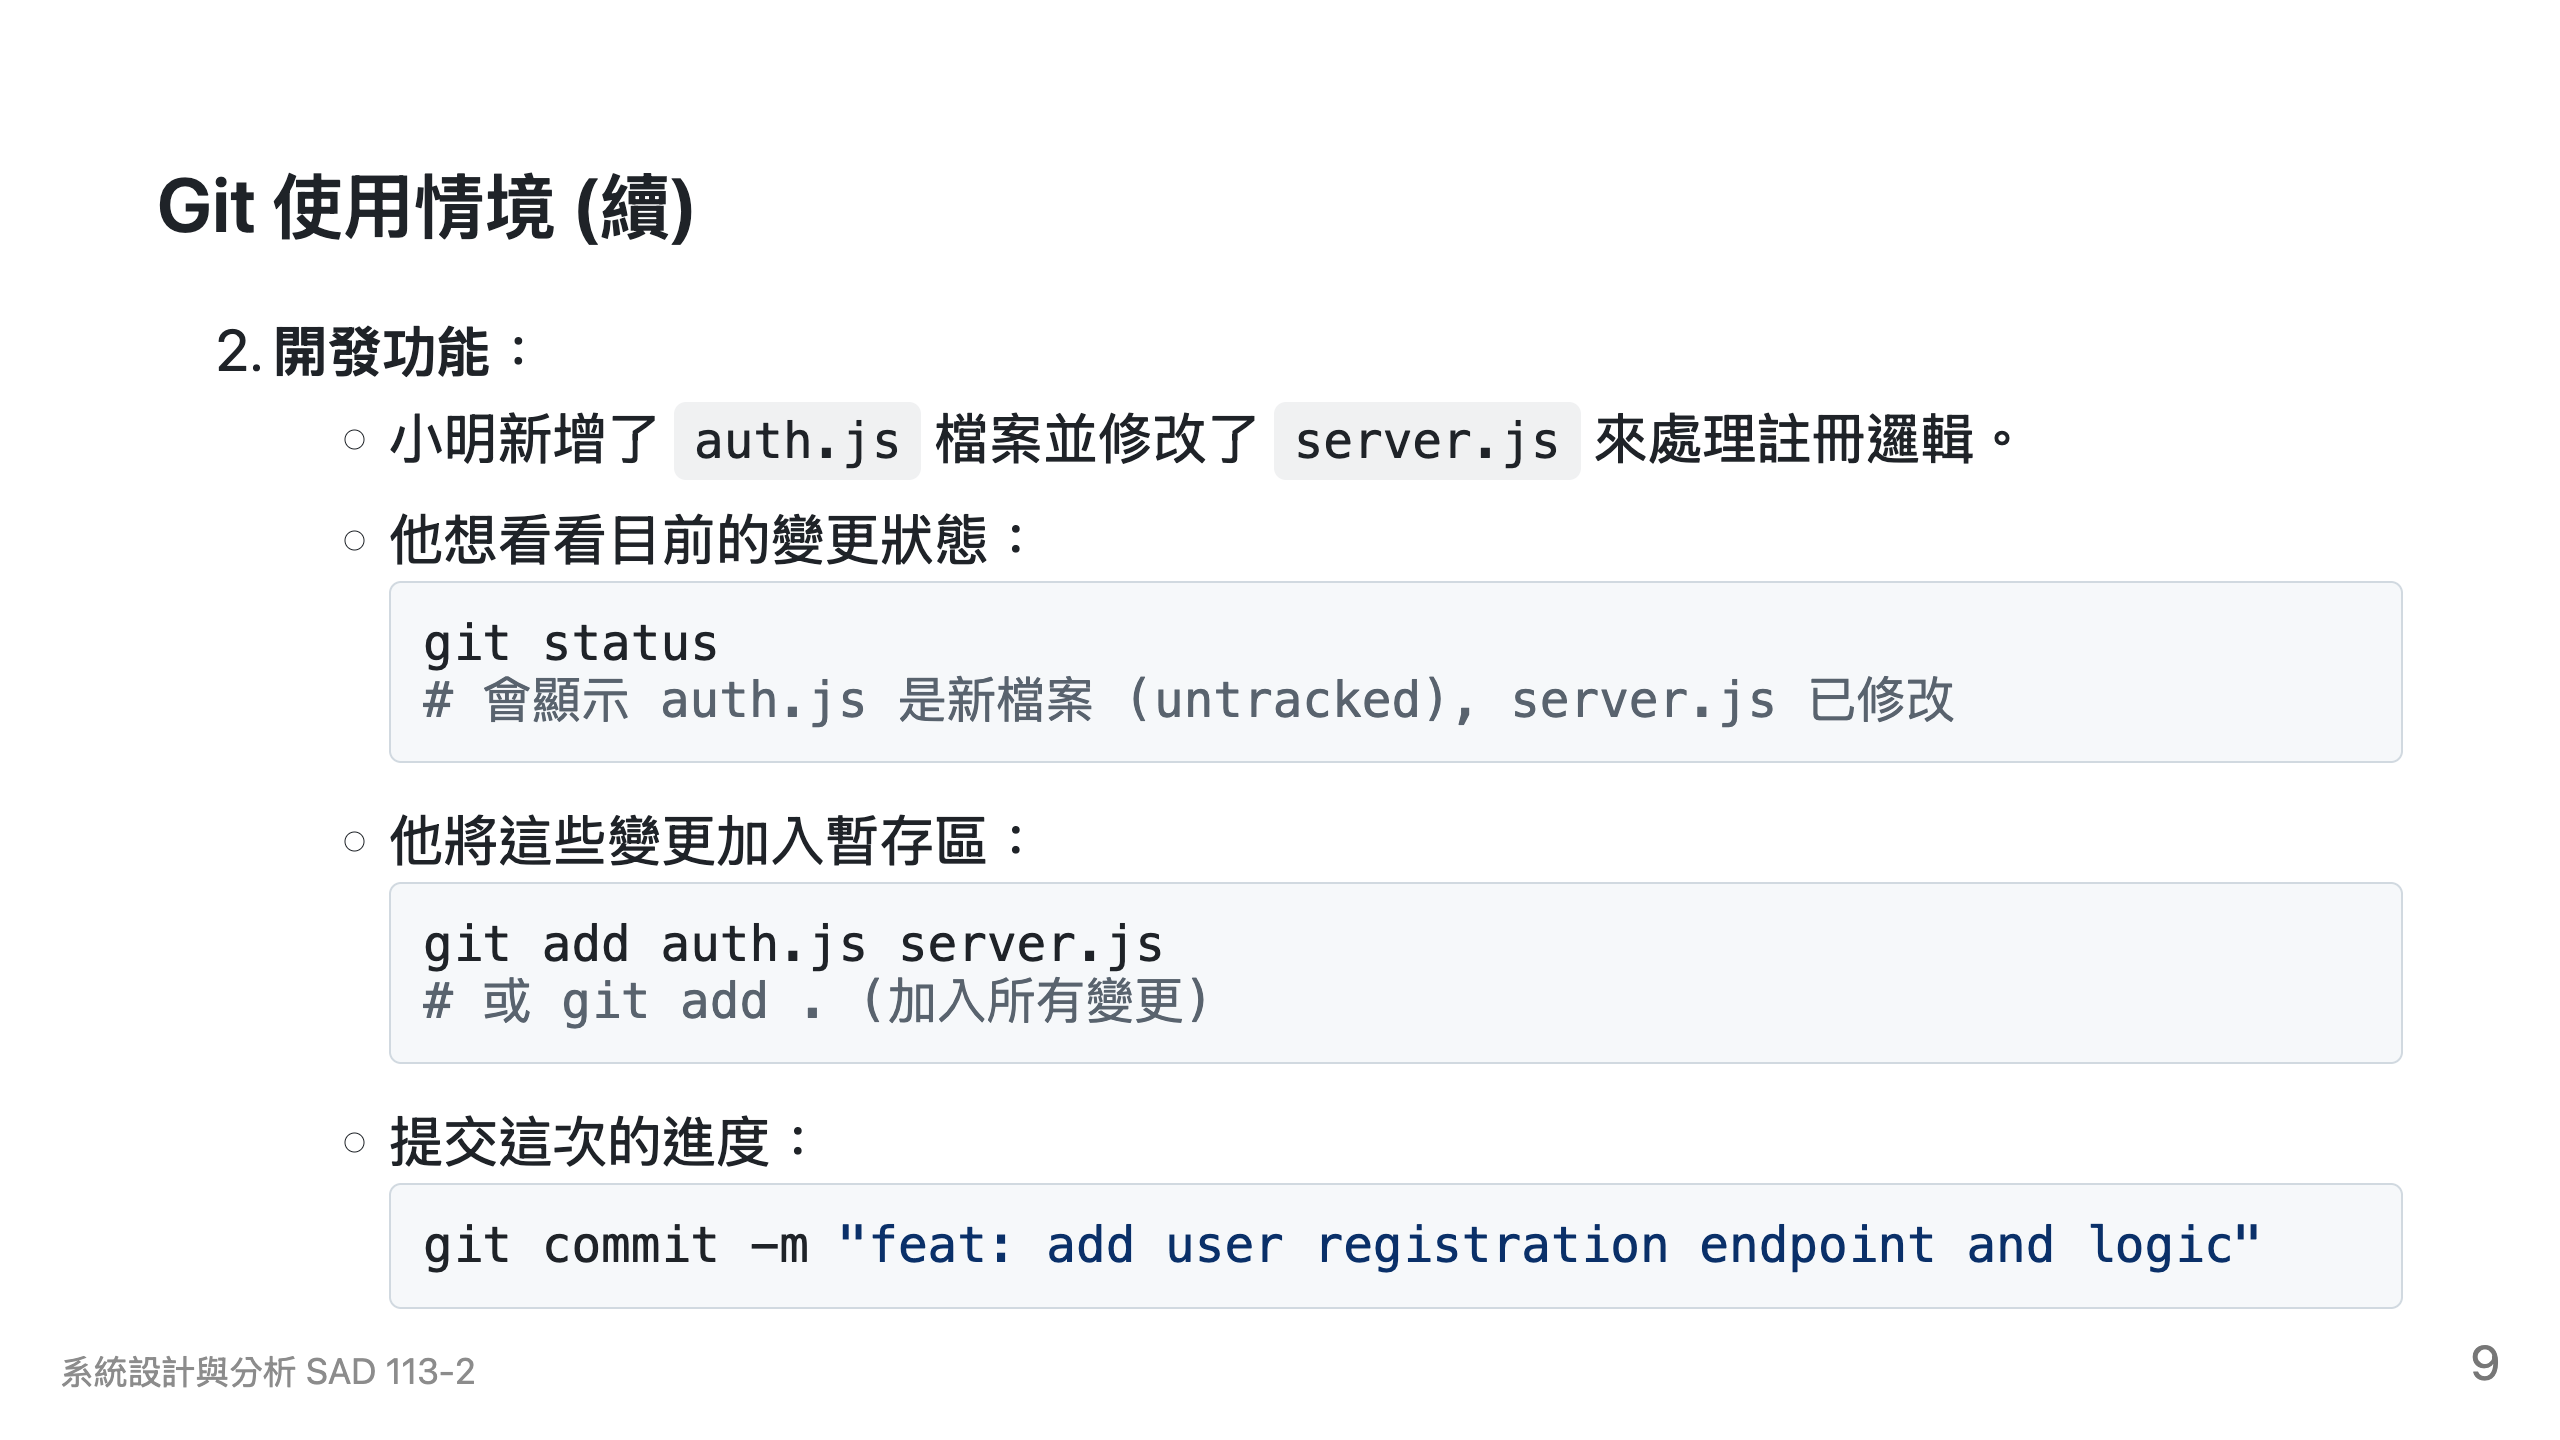 Git 使用情境 (續)
2. 開發功能：
○ 小明新增了 auth.js 檔案並修改了 server.js 來處理註冊邏輯。
○ 他想看看目前的變更狀態：
git status
# 會顯示 auth.js 是新檔案 (untracked), server.js 已修改
○ 他將這些變更加入暫存區：
git add auth.js server.js
# 或 git add . (加入所有變更)
○ 提交這次的進度：
git commit -m "feat: add user registration endpoint and logic"
系統設計與分析 SAD 113-2
9